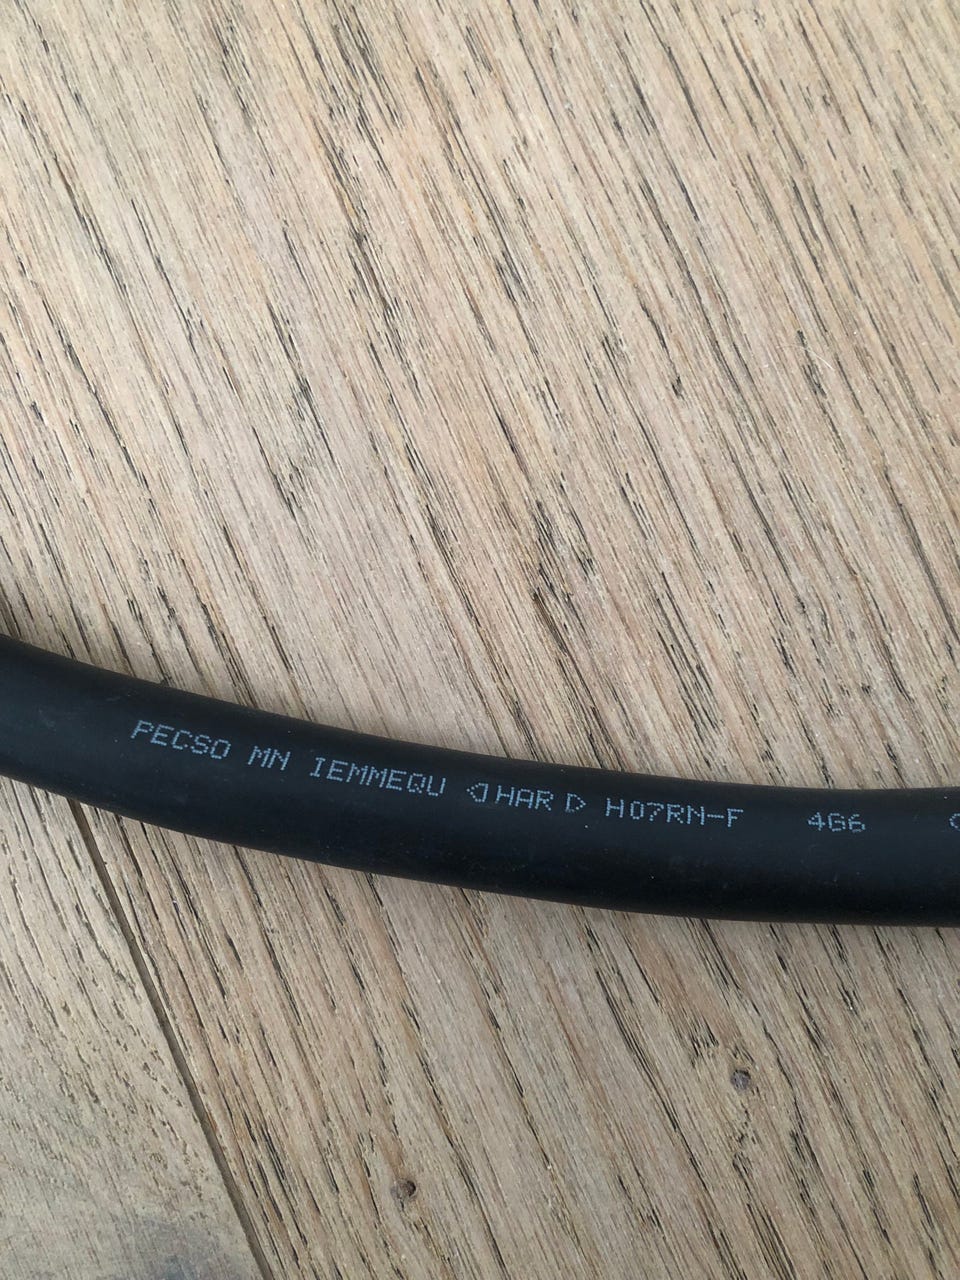 PECSO MN IEMMEQU ◁HAR▷ H07RN-F 4G6